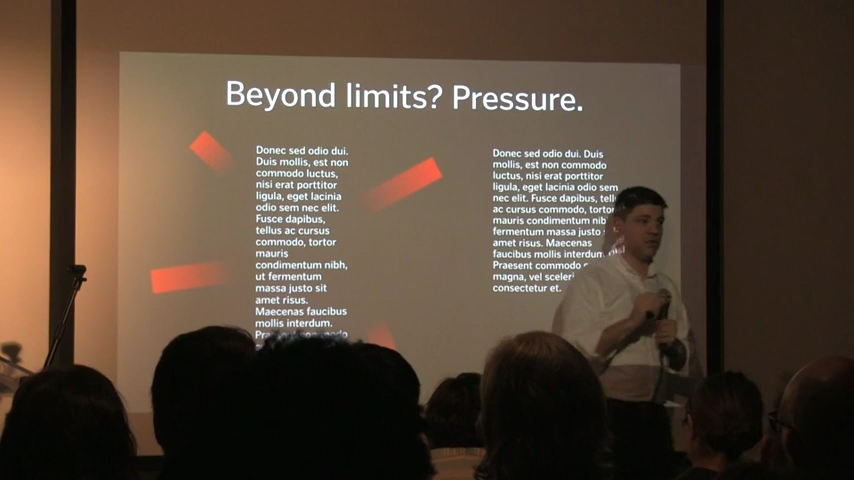 Beyond limits? Pressure.
Donec sed odio dui.
Duis mollis, est non
commodo luctus,
nisi erat porttitor
ligula, eget lacinia
odio sem nec elit.
Fusce dapibus,
tellus ac cursus
commodo, tortor
mauris
condimentum nibh,
ut fermentum
massa justo sit
amet risus.
Maecenas faucibus
mollis interdum.
Donec sed odio dui. Duis
mollis, est non commodo
luctus, nisi erat porttitor
ligula, eget lacinia odio sem
nec elit. Fusce dapibus,
ac cursus commodo, tortor
mauris condimentum
fermentum massa justo
amet risus. Maecenas
faucibus mollis interdum.
Praesent commodo
magna, vel
consectetur et.